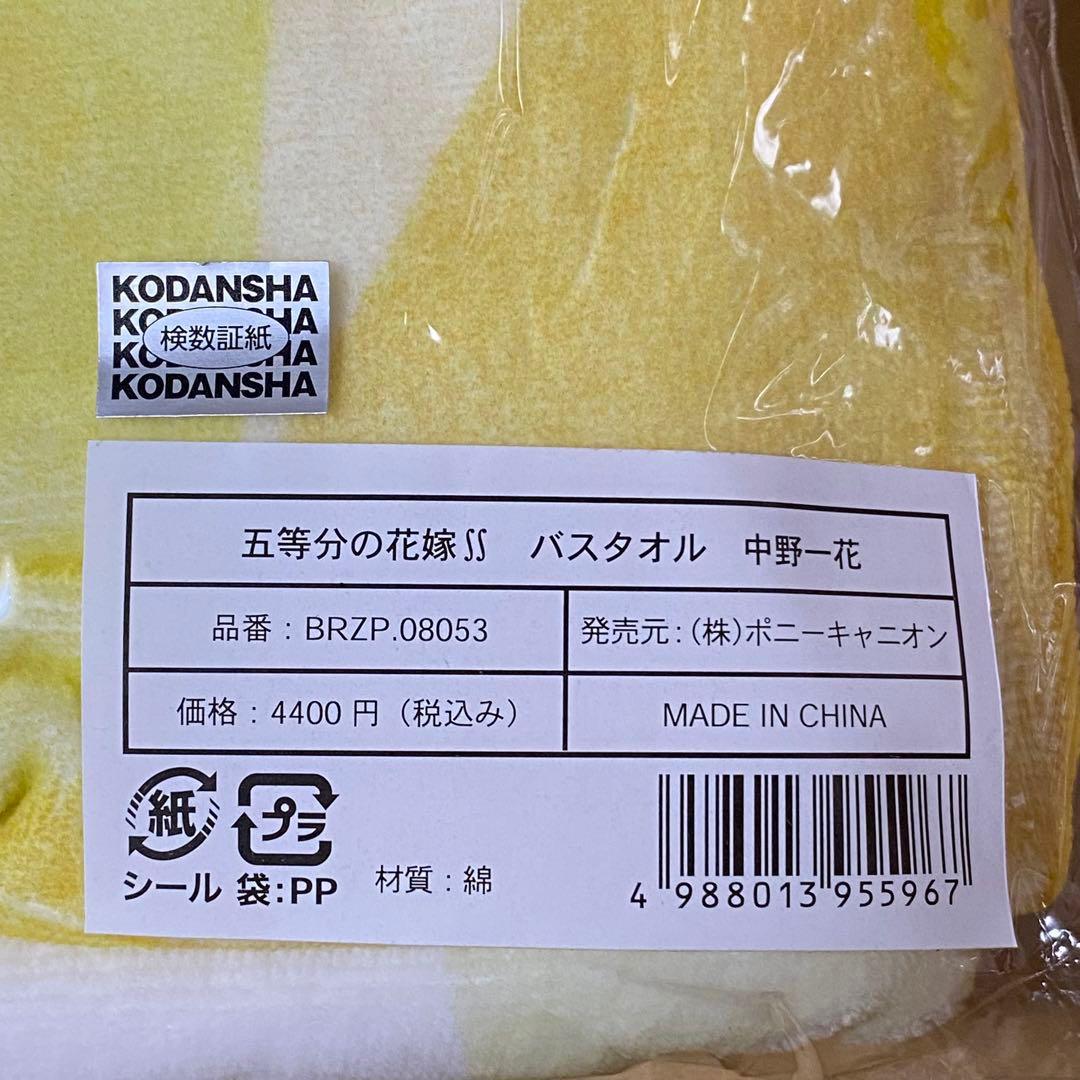 KODANSHA
KODANSHA
検数証紙
KODANSHA
KODANSHA
五等分の花嫁∬ バスタオル 中野一花
品番：BRZP.08053
発売元：（株）ポニーキャニオン
価格：4400円（税込み）
MADE IN CHINA
紙
プラ
シール 袋：PP
材質：綿
4 988013 955967